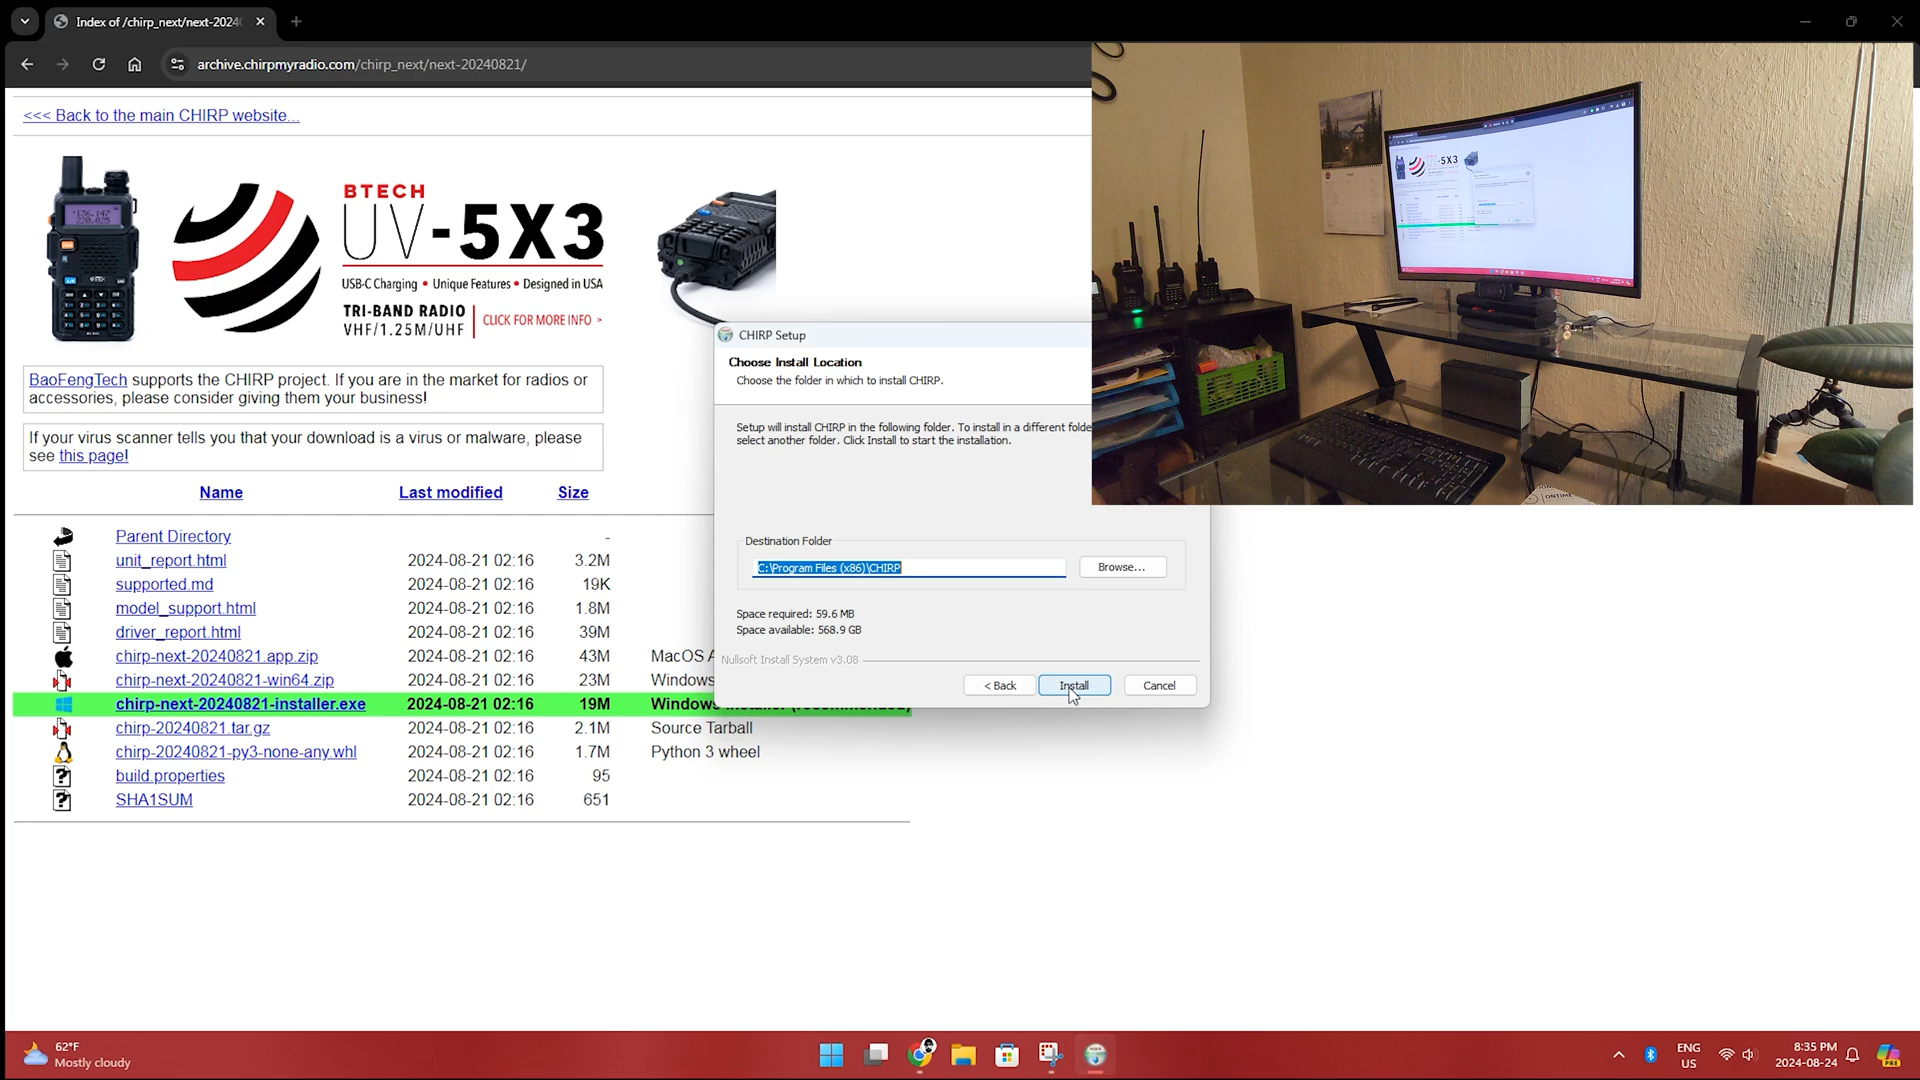 Index of /chirp_next/next-2024
archive.chirpmyradio.com/chirp_next/next-20240821/
<<< Back to the main CHIRP website...
BTECH
UV-5X3
USB-C Charging • Unique Features • Designed in USA
TRI-BAND RADIO
VHF/1.25M/UHF
CLICK FOR MORE INFO >
BaoFengTech supports the CHIRP project. If you are in the market for radios or
accessories, please consider giving them your business!
If your virus scanner tells you that your download is a virus or malware, please
see this page!
Name Last modified Size
Parent Directory -
unit_report.html 2024-08-21 02:16 3.2M
supported.md 2024-08-21 02:16 19K
model_support.html 2024-08-21 02:16 1.8M
driver_report.html 2024-08-21 02:16 39M
chirp-next-20240821.app.zip 2024-08-21 02:16 43M MacOS
chirp-next-20240821-win64.zip 2024-08-21 02:16 23M Windows
chirp-next-20240821-installer.exe 2024-08-21 02:16 19M Windows
chirp-20240821.tar.gz 2024-08-21 02:16 2.1M Source Tarball
chirp-20240821-py3-none-any.whl 2024-08-21 02:16 1.7M Python 3 wheel
build.properties 2024-08-21 02:16 95
SHA1SUM 2024-08-21 02:16 651
CHIRP Setup
Choose Install Location
Choose the folder in which to install CHIRP.
Setup will install CHIRP in the following folder. To install in a different folde
select another folder. Click Install to start the installation.
Destination Folder
C:\Program Files (x86)\CHIRP
Browse...
Space required: 59.6 MB
Space available: 568.9 GB
Nullsoft Install System v3.08
< Back Install Cancel
UV-5X3
ONTIME
62°F
Mostly cloudy
ENG
US
8:35 PM
2024-08-24
PRE